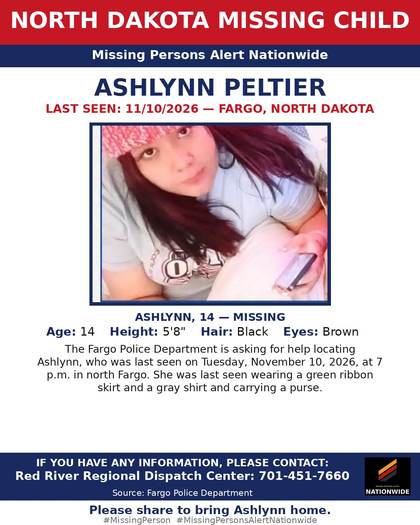 NORTH DAKOTA MISSING CHILD
Missing Persons Alert Nationwide
ASHLYNN PELTIER
LAST SEEN: 11/10/2026 — FARGO, NORTH DAKOTA
ASHLYNN, 14 — MISSING
Age: 14 Height: 5'8" Hair: Black Eyes: Brown
The Fargo Police Department is asking for help locating
Ashlynn, who was last seen on Tuesday, November 10, 2026, at 7
p.m. in north Fargo. She was last seen wearing a green ribbon
skirt and a gray shirt and carrying a purse.
IF YOU HAVE ANY INFORMATION, PLEASE CONTACT:
Red River Regional Dispatch Center: 701-451-7660
Source: Fargo Police Department
NATIONWIDE
Please share to bring Ashlynn home.
#MissingPerson #MissingPersonsAlertNationwide